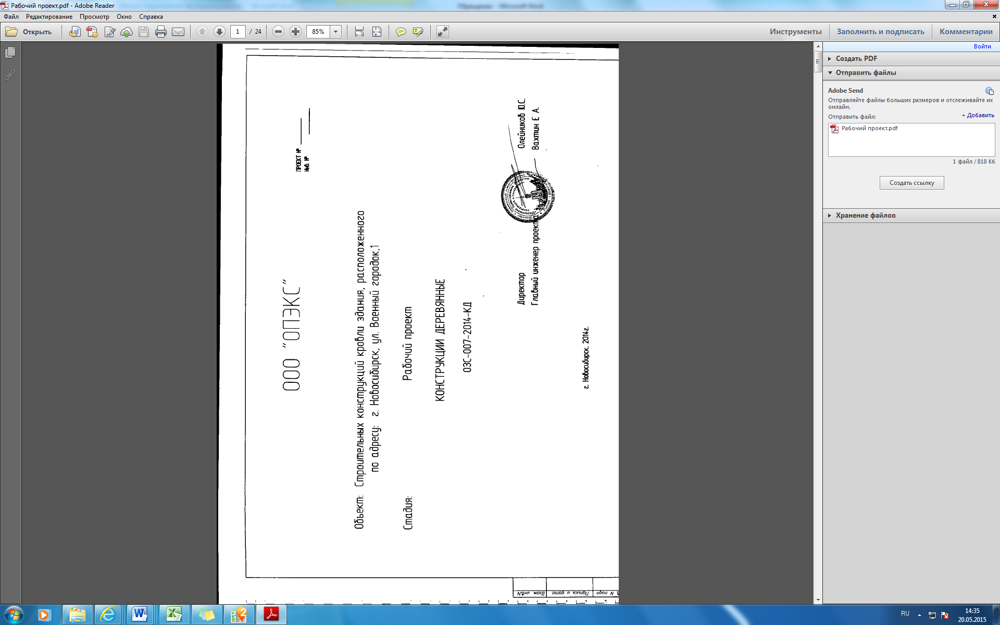 Рабочий проект.pdf - Adobe Reader
Файл Редактирование Просмотр Окно Справка
Открыть 1 / 24 85% Инструменты Заполнить и подписать Комментарии
Войти
Создать PDF
Отправить файлы
Adobe Send
Отправляйте файлы больших размеров и отслеживайте их
онлайн.
Отправить файл: + Добавить
Рабочий проект.pdf
1 файл / 818 Кб
Создать ссылку
Хранение файлов
ПРОЕКТ №
Инв. №
ООО "ОПЭКС"
Объект: Строительных конструкций кровли здания, расположенного
по адресу: г. Новосибирск, ул. Военный городок,1
Стадия: Рабочий проект
КОНСТРУКЦИИ ДЕРЕВЯННЫЕ
ОЗС-007-2014-КД
Директор Олейников Ю.С.
Главный инженер проекта Вахтин Е А.
г. Новосибирск, 2014г.
Взам. инв.N
Подпись и дата
N подл
RU
14:35
20.05.2015